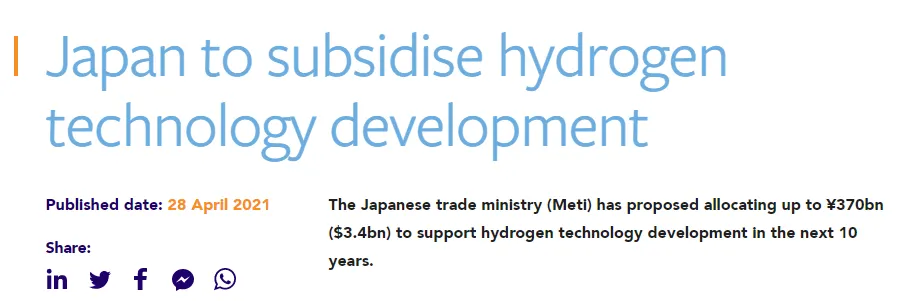 Japan to subsidise hydrogen
technology development
Published date: 28 April 2021
Share:
The Japanese trade ministry (Meti) has proposed allocating up to ¥370bn
($3.4bn) to support hydrogen technology development in the next 10
years.